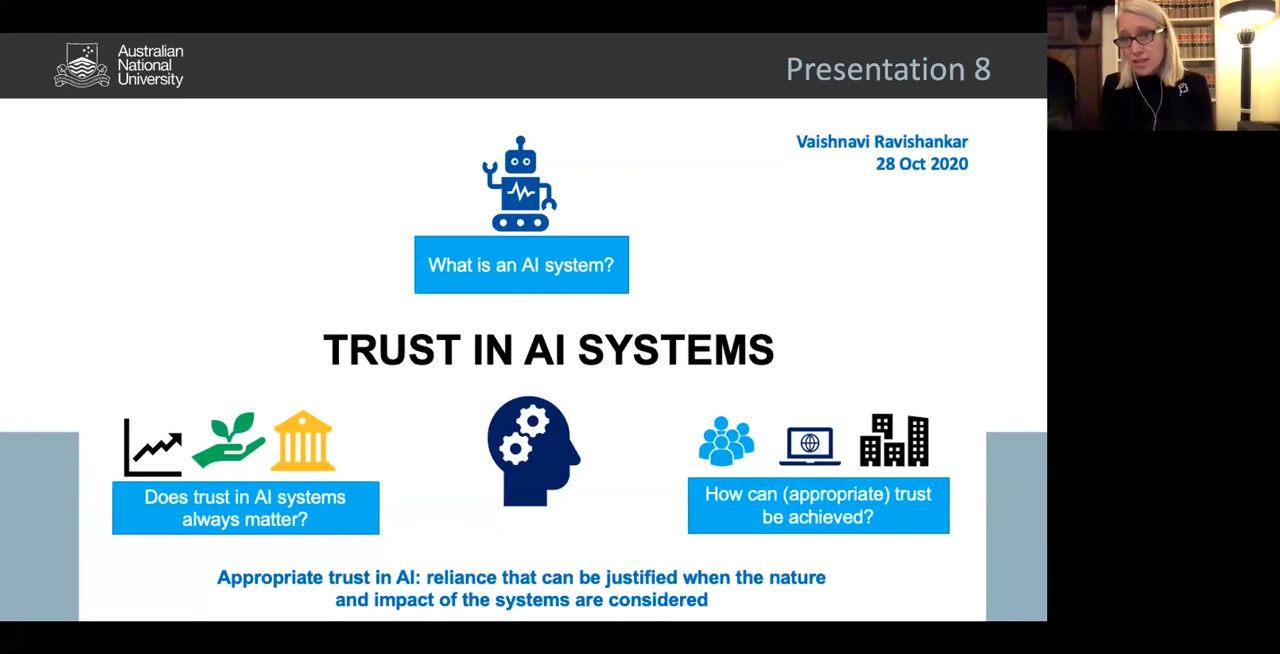 Australian
National
University
Presentation 8
Vaishnavi Ravishankar
28 Oct 2020
What is an AI system?
TRUST IN AI SYSTEMS
Does trust in AI systems
always matter?
How can (appropriate) trust
be achieved?
Appropriate trust in AI: reliance that can be justified when the nature
and impact of the systems are considered